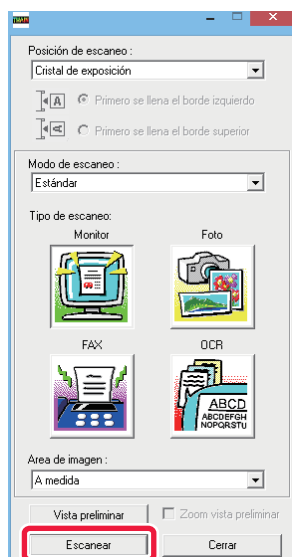 Posición de escaneo :
Cristal de exposición
A Primero se llena el borde izquierdo
A Primero se llena el borde superior
Modo de escaneo :
Estándar
Tipo de escaneo:
Monitor Foto
FAX OCR
ABCD
ABCDEFGH
NOPQRSTU
Area de imagen :
A medida
Vista preliminar Zoom vista preliminar
Escanear Cerrar